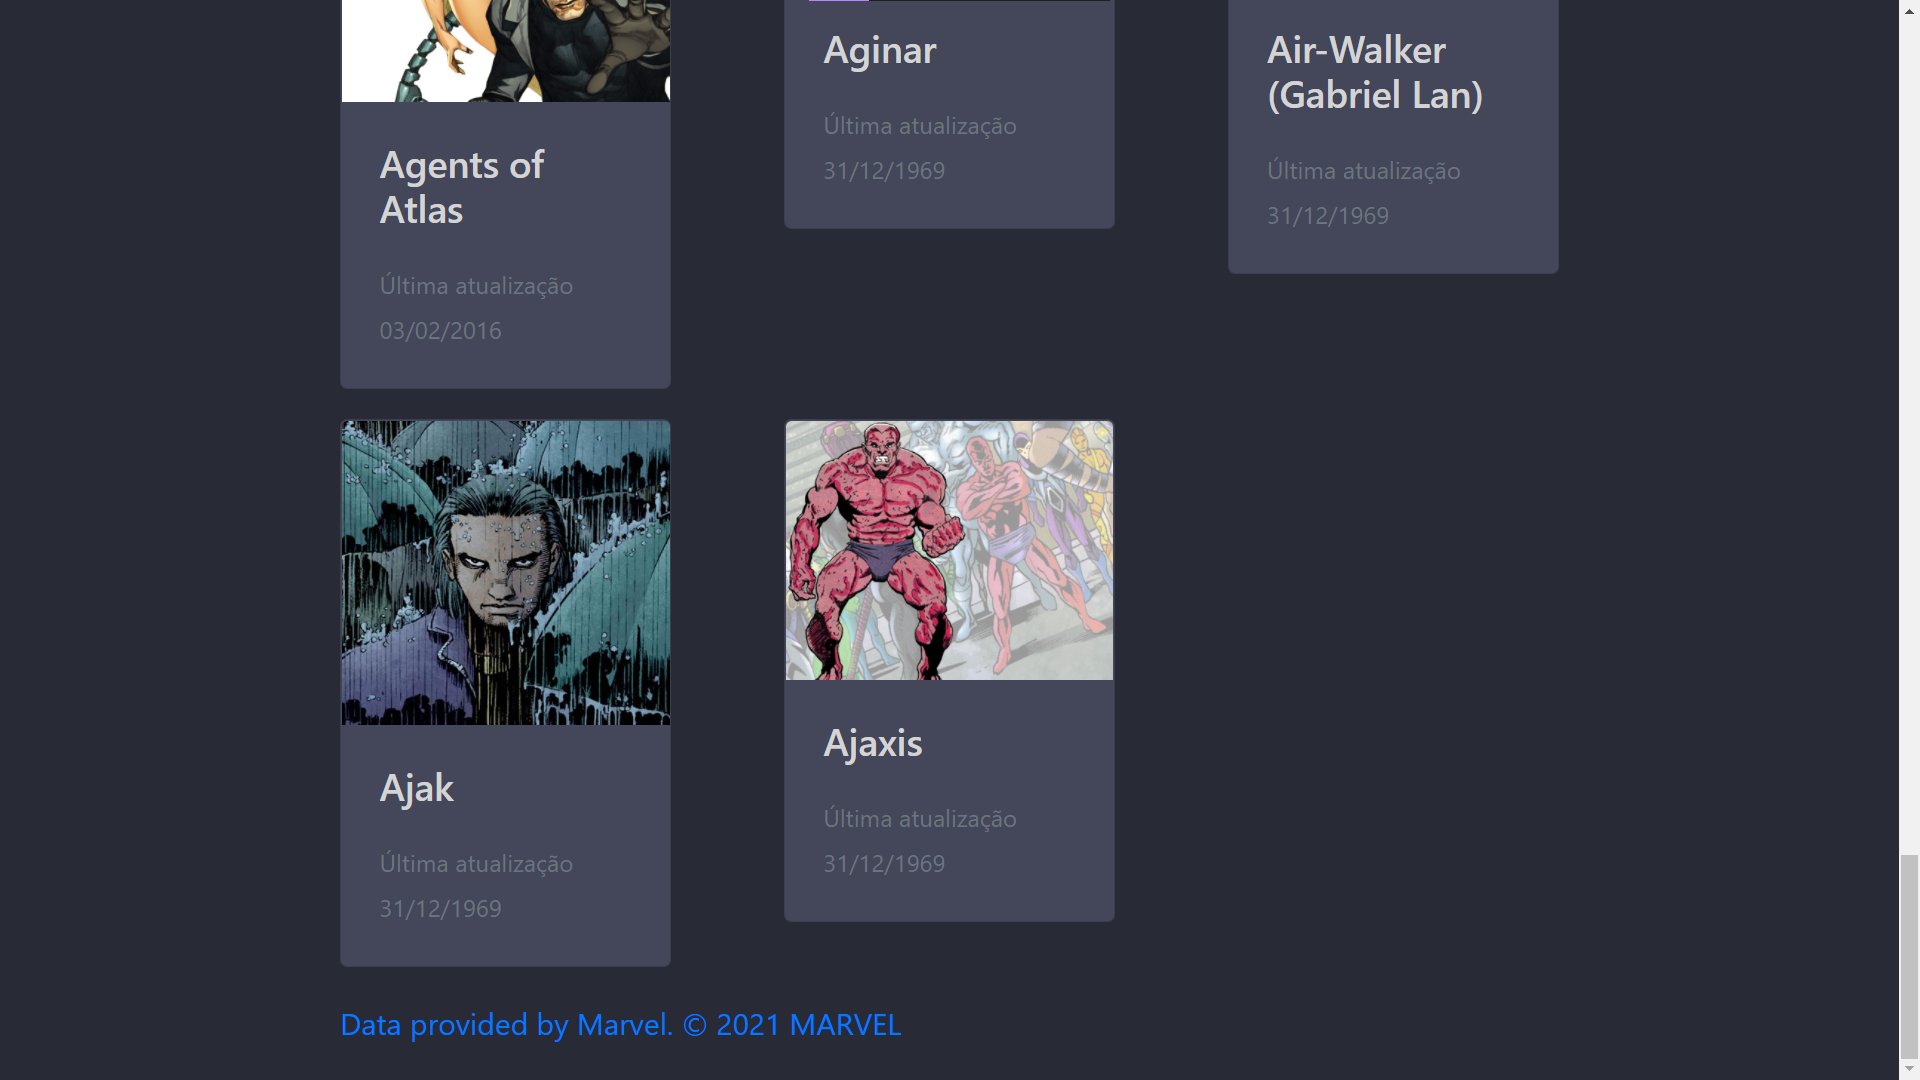 Agents of
Atlas
Última atualização
03/02/2016
Aginar
Última atualização
31/12/1969
Air-Walker
(Gabriel Lan)
Última atualização
31/12/1969
Ajak
Última atualização
31/12/1969
Ajaxis
Última atualização
31/12/1969
Data provided by Marvel. © 2021 MARVEL